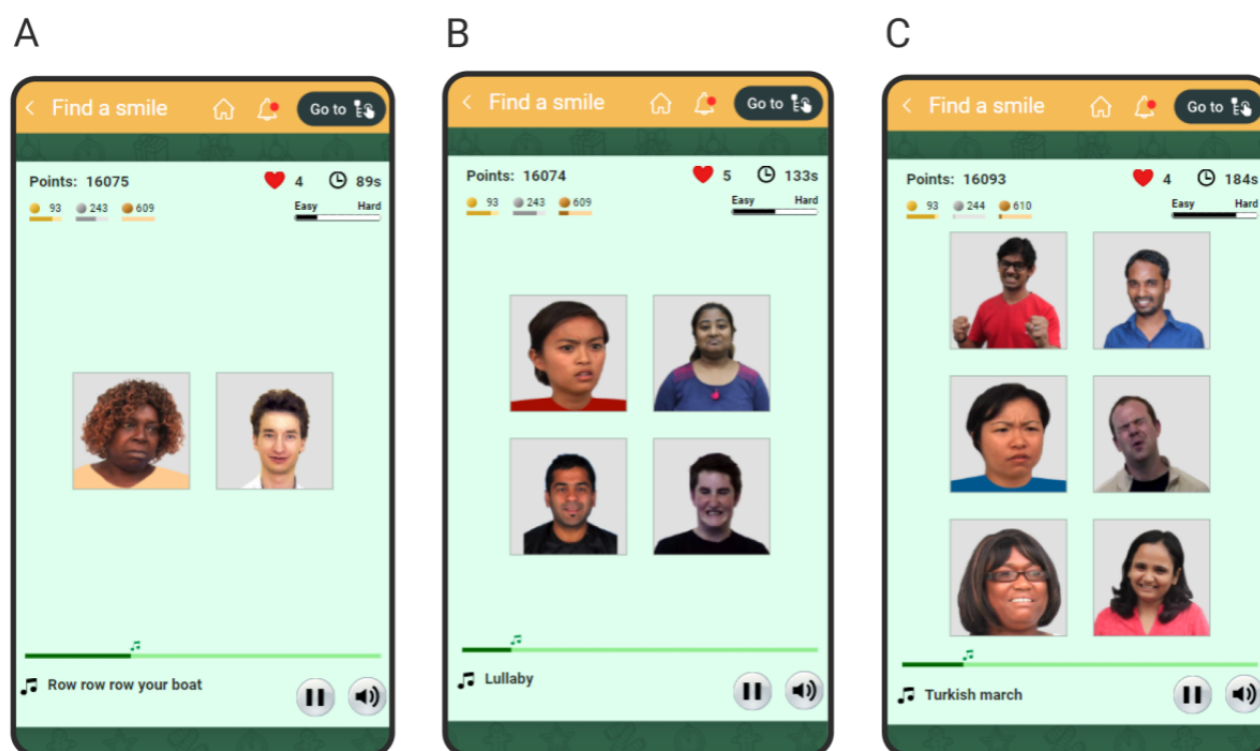 A
Find a smile
Go to
Points: 16075
4
89s
93
243
609
Easy
Hard
Row row row your boat
B
Find a smile
Go to
Points: 16074
5
133s
93
243
609
Easy
Hard
Lullaby
C
Find a smile
Go to
Points: 16093
4
184s
93
244
610
Easy
Hard
Turkish march